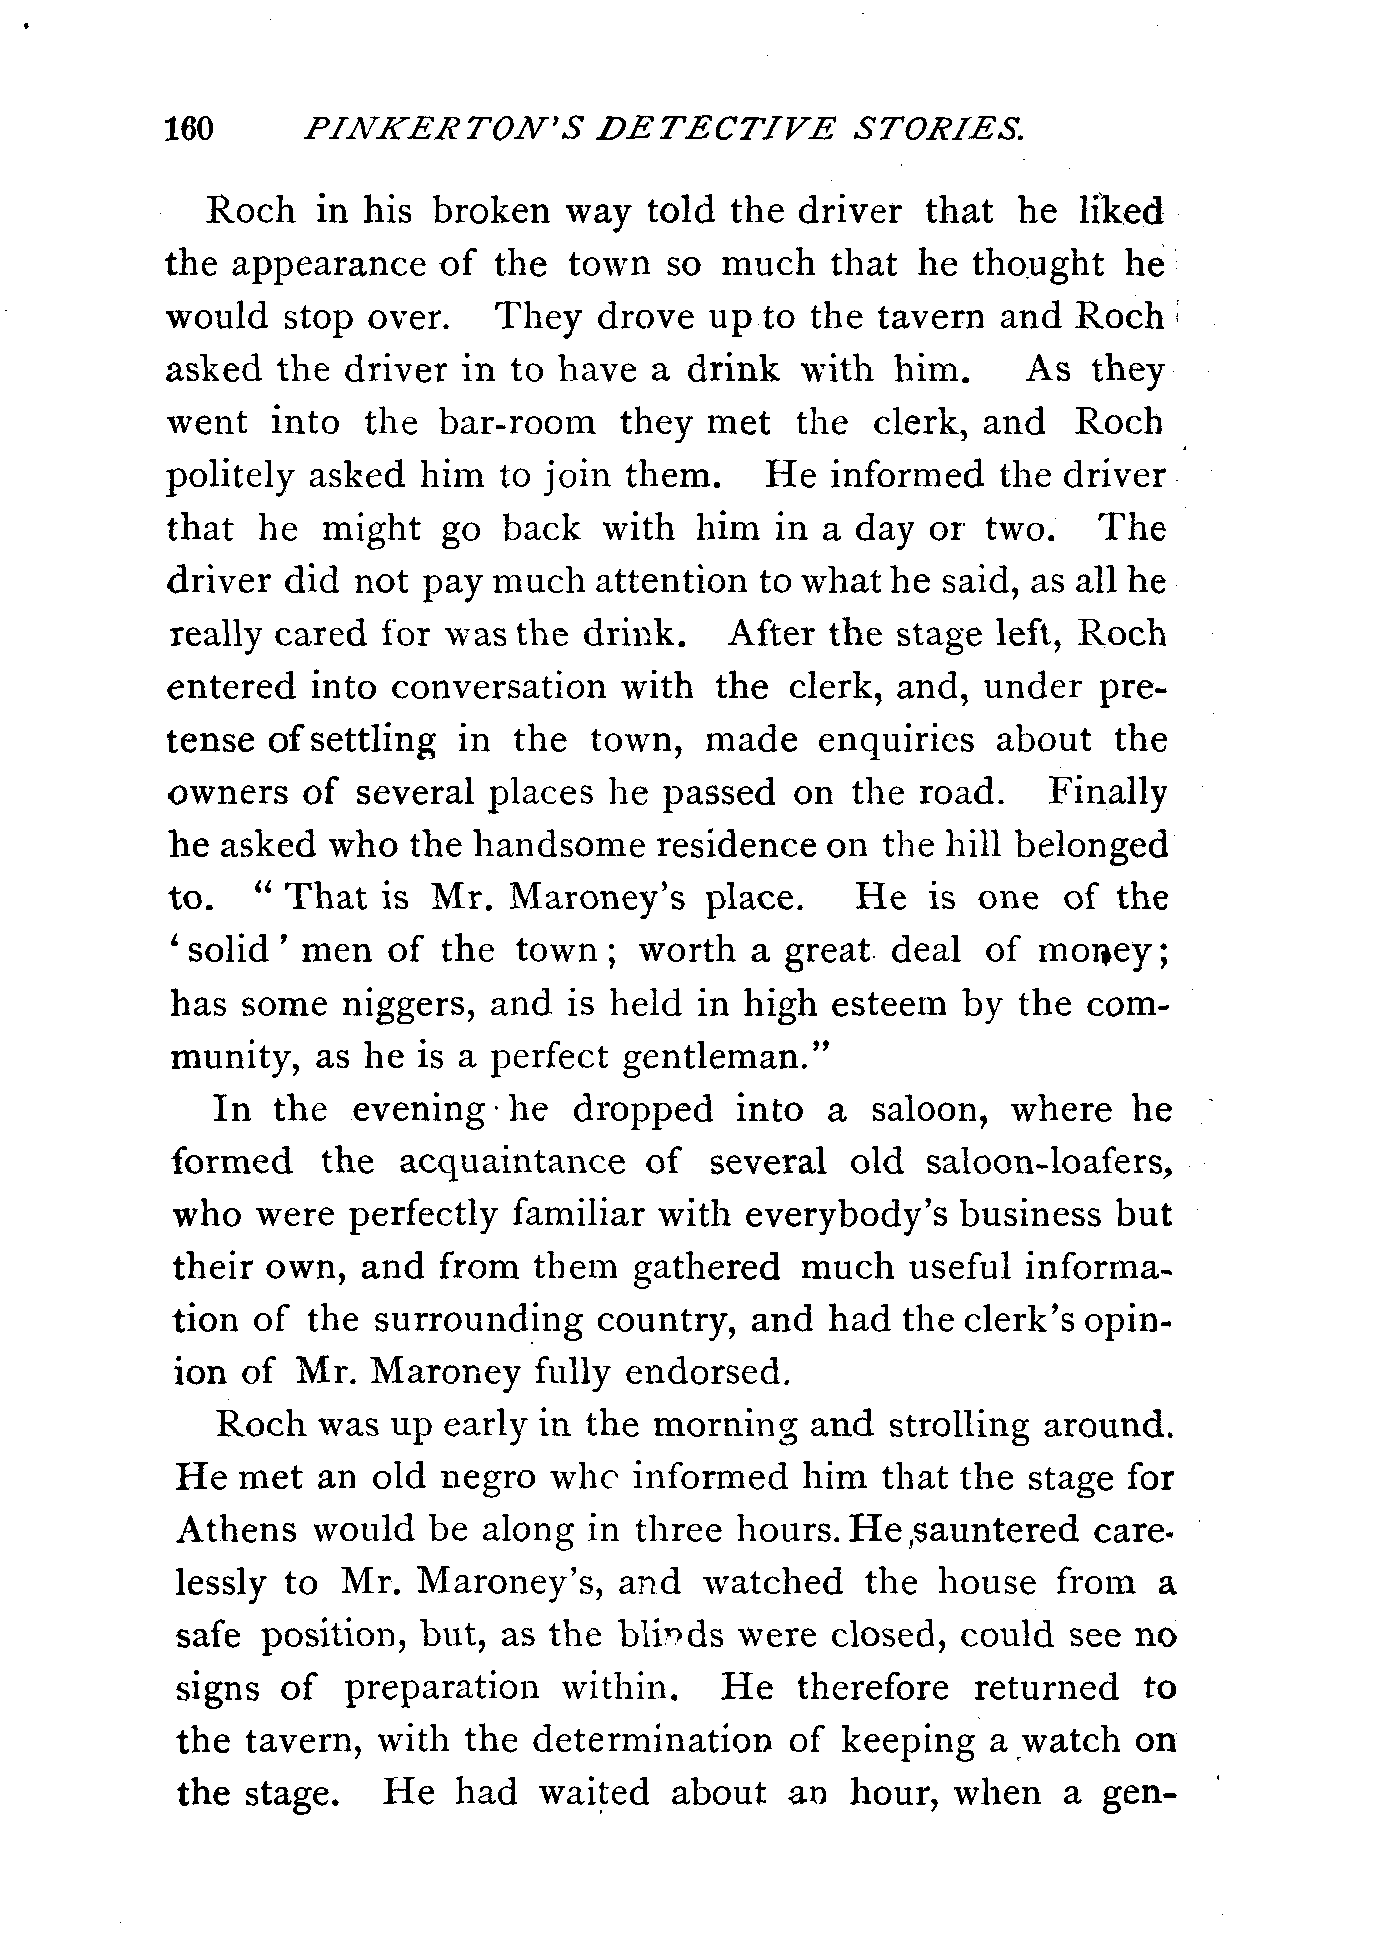 160 PINKERTON'S DETECTIVE STORIES.
Roch in his broken way told the driver that he liked
the appearance of the town so much that he thought he
would stop over. They drove up to the tavern and Roch
asked the driver in to have a drink with him. As they
went into the bar-room they met the clerk, and Roch
politely asked him to join them. He informed the driver
that he might go back with him in a day or two. The
driver did not pay much attention to what he said, as all he
really cared for was the drink. After the stage left, Roch
entered into conversation with the clerk, and, under pre-
tense of settling in the town, made enquiries about the
owners of several places he passed on the road. Finally
he asked who the handsome residence on the hill belonged
to. “ That is Mr. Maroney's place. He is one of the
‘ solid ’ men of the town ; worth a great deal of money ;
has some niggers, and is held in high esteem by the com-
munity, as he is a perfect gentleman.”
In the evening he dropped into a saloon, where he
formed the acquaintance of several old saloon-loafers,
who were perfectly familiar with everybody's business but
their own, and from them gathered much useful informa-
tion of the surrounding country, and had the clerk's opin-
ion of Mr. Maroney fully endorsed.
Roch was up early in the morning and strolling around.
He met an old negro who informed him that the stage for
Athens would be along in three hours. He sauntered care-
lessly to Mr. Maroney's, and watched the house from a
safe position, but, as the blinds were closed, could see no
signs of preparation within. He therefore returned to
the tavern, with the determination of keeping a watch on
the stage. He had waited about an hour, when a gen-